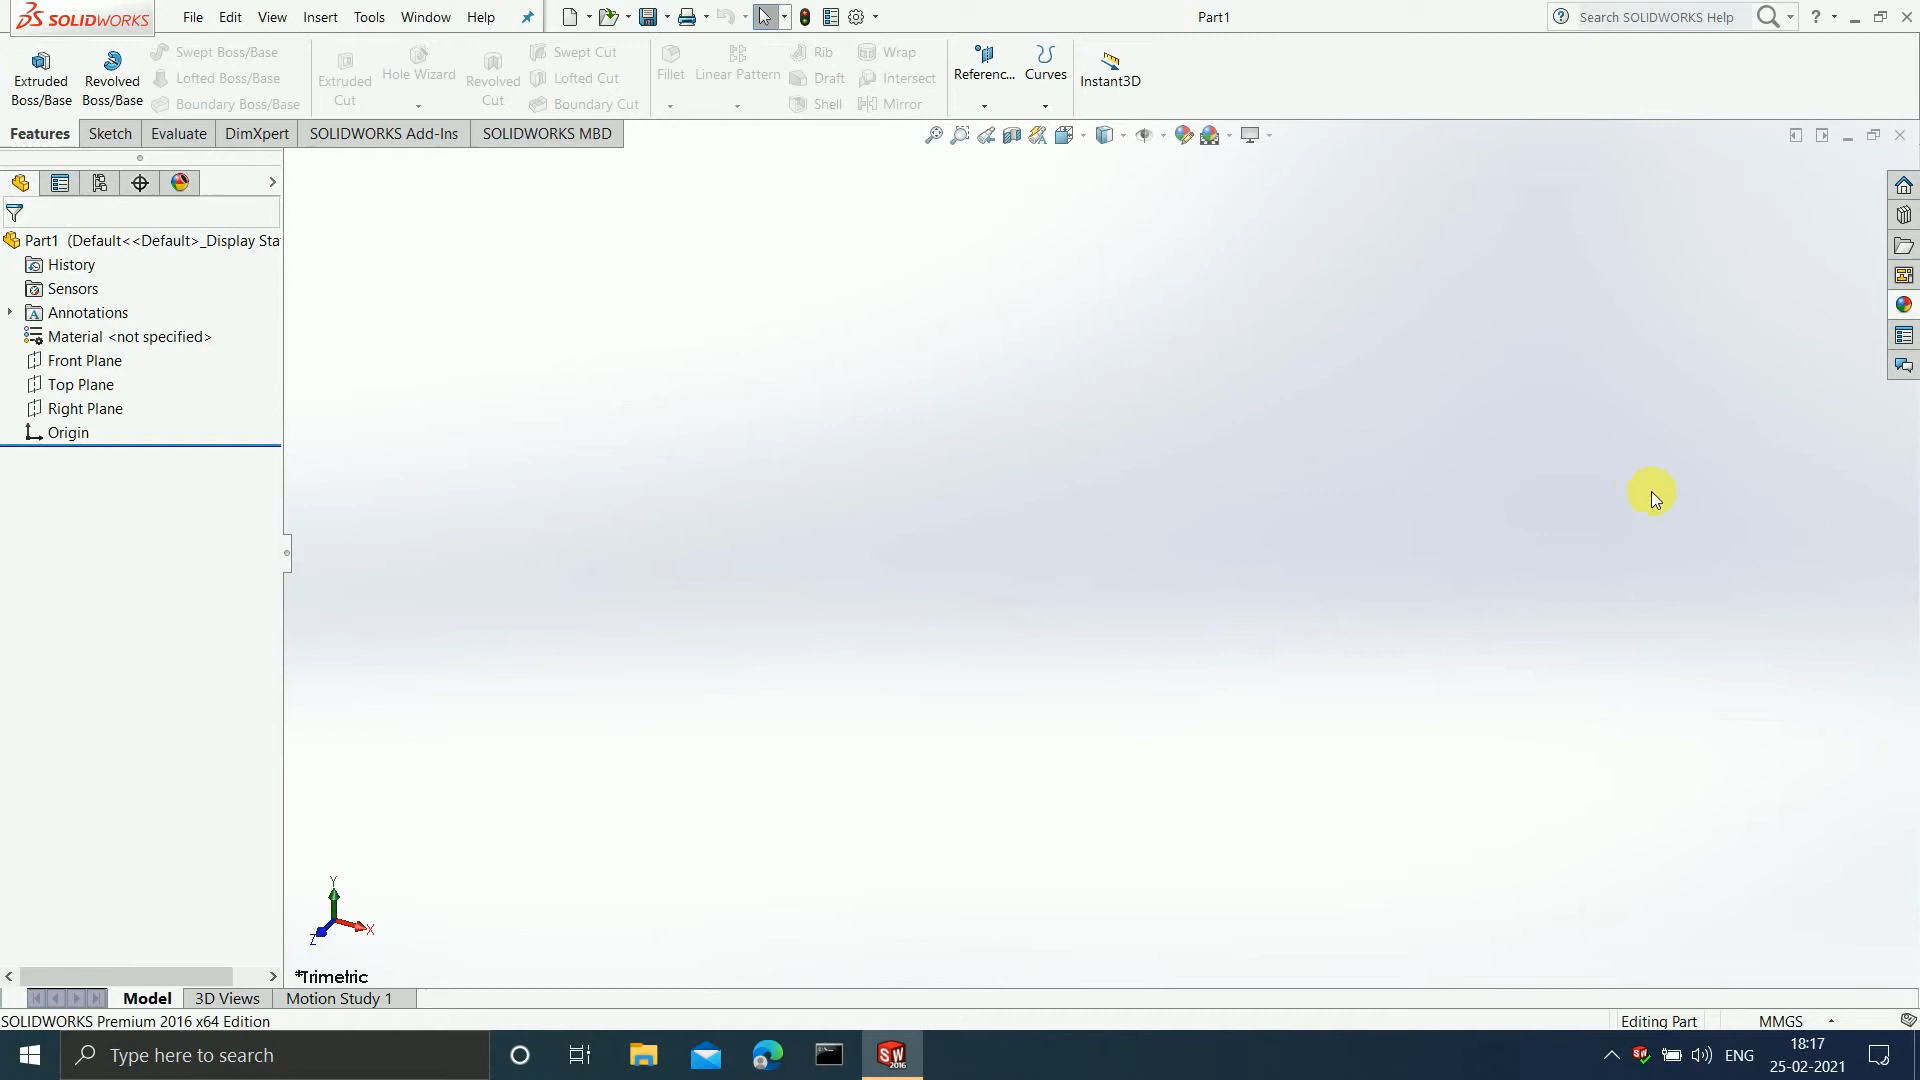 SOLIDWORKS File Edit View Insert Tools Window Help Part1 Search SOLIDWORKS Help ?
Extruded Boss/Base
Revolved Boss/Base
Swept Boss/Base
Lofted Boss/Base
Boundary Boss/Base
Extruded Cut
Hole Wizard
Revolved Cut
Swept Cut
Lofted Cut
Boundary Cut
Fillet
Linear Pattern
Rib
Draft
Shell
Wrap
Intersect
Mirror
Referenc...
Curves
Instant3D
Features Sketch Evaluate DimXpert SOLIDWORKS Add-Ins SOLIDWORKS MBD
Part1 (Default<<Default>_Display Sta
History
Sensors
Annotations
Material <not specified>
Front Plane
Top Plane
Right Plane
Origin
Y
X
Z
*Trimetric
Model 3D Views Motion Study 1
SOLIDWORKS Premium 2016 x64 Edition Editing Part MMGS
Type here to search SW 2016 ENG 18:17
25-02-2021